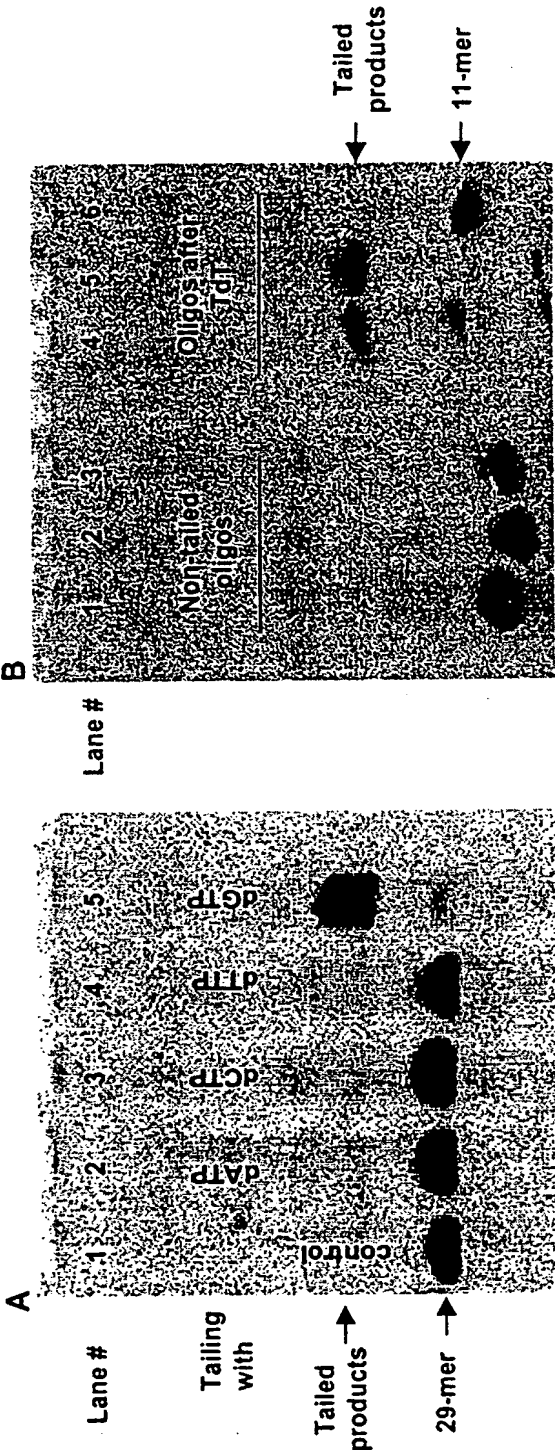 A
Lane #
1 2 3 4 5
Tailing
with
control
dATP
dCTP
dTTP
dGTP
Tailed
products
29-mer
B
Lane #
1 2 3 4 5 6
Non-tailed
oligos
Oligos after
TdT
Tailed
products
11-mer